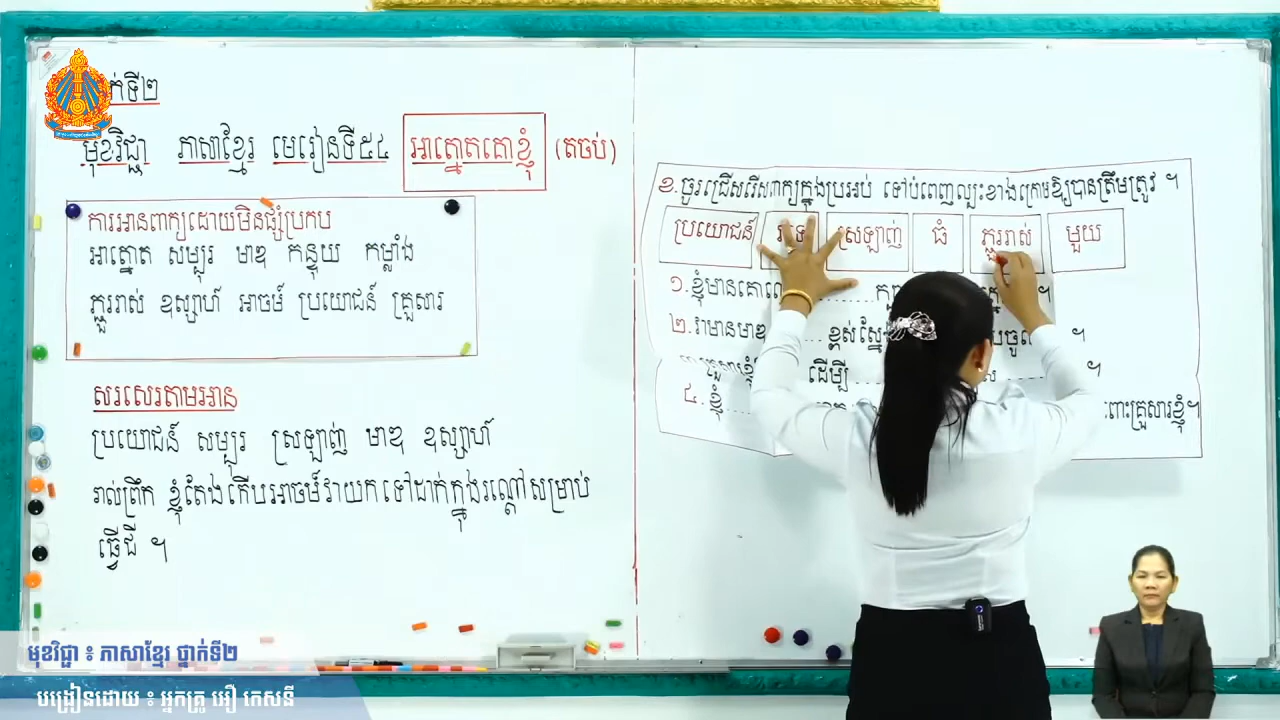 ថ្នាក់ទី២
មុខវិជ្ជា ភាសាខ្មែរ មេរៀនទី៥៤ អាត្នោតគោខ្ញុំ (តចប់)
ការអានពាក្យដោយមិនផ្សំប្រកប
អាត្នោត សម្បុរ មាឌ កន្ទុយ កម្លាំង
ភ្ជួររាស់ ឧស្សាហ៍ អាចម៍ ប្រយោជន៍ គ្រួសារ
សរសេរតាមអាន
ប្រយោជន៍ សម្បុរ ស្រឡាញ់ មាឌ ឧស្សាហ៍
រាល់ព្រឹក ខ្ញុំតែងកើបអាចម៍វាយកទៅដាក់ក្នុងរណ្តៅសម្រាប់
ធ្វើជី ។
ខ.ចូរជ្រើសរើសពាក្យក្នុងប្រអប់ ទៅបំពេញល្បះខាងក្រោមឱ្យបានត្រឹមត្រូវ ។
ប្រយោជន៍ ស្រឡាញ់ ធំ ភ្ជួររាស់ មួយ
១.ខ្ញុំមានគោ ........ ។
២.វាមានមាឌ ... ខ្ពស់ ។
គ្រួសារខ្ញុំ ដើម្បី ........ ។
៤.ខ្ញុំ ........ ព្រោះគ្រួសារខ្ញុំ។
មុខវិជ្ជា ៖ ភាសាខ្មែរ ថ្នាក់ទី២
បង្រៀនដោយ ៖ អ្នកគ្រូ អឿ កេសនី